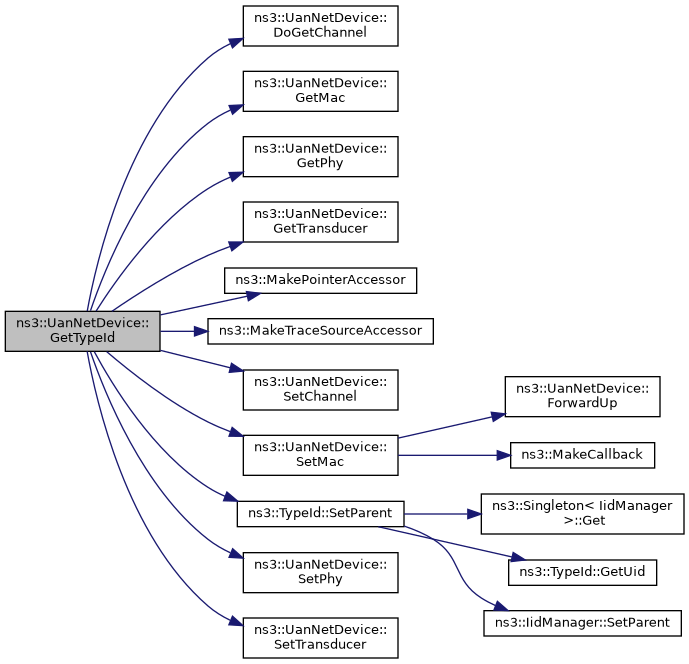 ns3::UanNetDevice::
GetTypeId
ns3::UanNetDevice::
DoGetChannel
ns3::UanNetDevice::
GetMac
ns3::UanNetDevice::
GetPhy
ns3::UanNetDevice::
GetTransducer
ns3::MakePointerAccessor
ns3::MakeTraceSourceAccessor
ns3::UanNetDevice::
SetChannel
ns3::UanNetDevice::
SetMac
ns3::UanNetDevice::
ForwardUp
ns3::MakeCallback
ns3::TypeId::SetParent
ns3::Singleton< IidManager
>::Get
ns3::TypeId::GetUid
ns3::IidManager::SetParent
ns3::UanNetDevice::
SetPhy
ns3::UanNetDevice::
SetTransducer